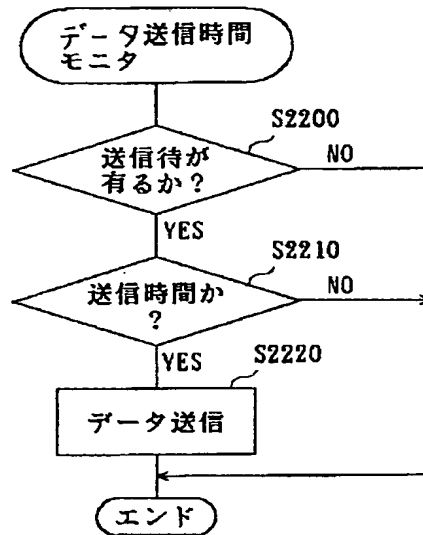 データ送信時間
モニタ
S2200
送信待が
有るか?
NO
YES
S2210
送信時間か
?
NO
YES
S2220
データ送信
エンド